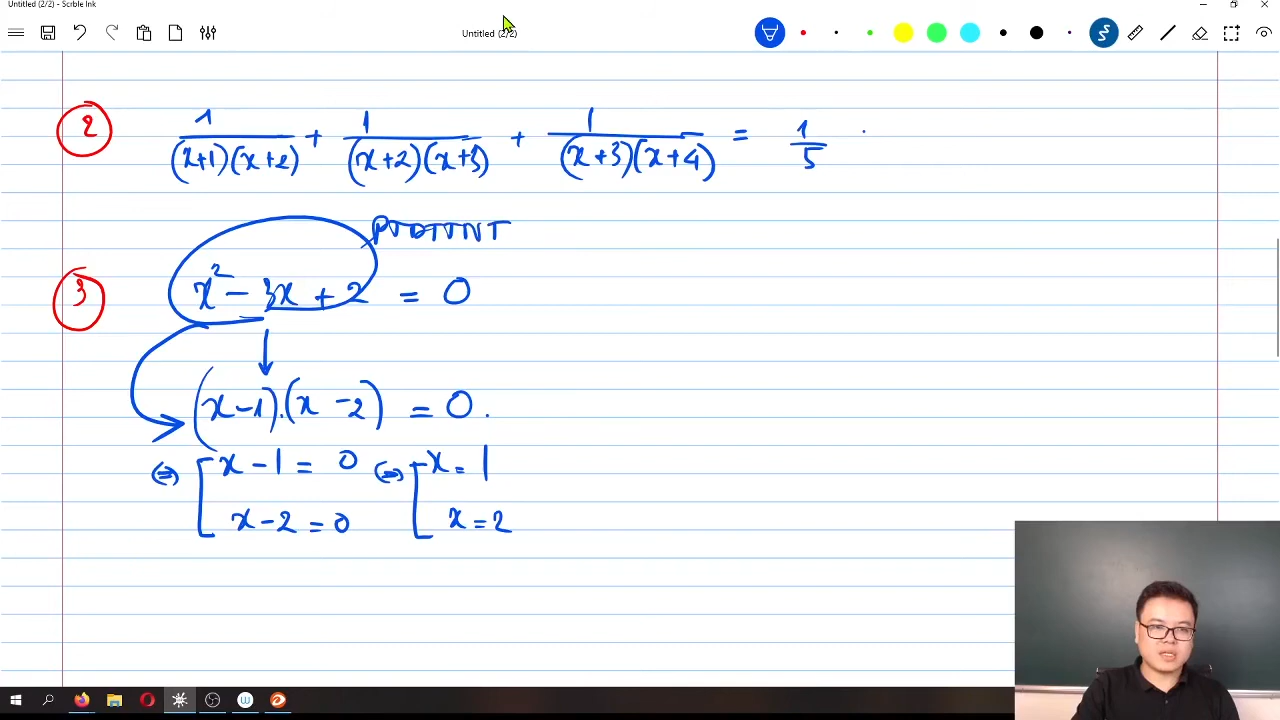 Untitled (2/2) - Scrble Ink
Untitled (2/2)
② 1/((x+1)(x+2)) + 1/((x+2)(x+3)) + 1/((x+3)(x+4)) = 1/5
③ x² - 3x + 2 = 0
(x-1).(x-2) = 0.
⇔ [ x-1 = 0 ⇔ [ x = 1
x-2 = 0 x = 2